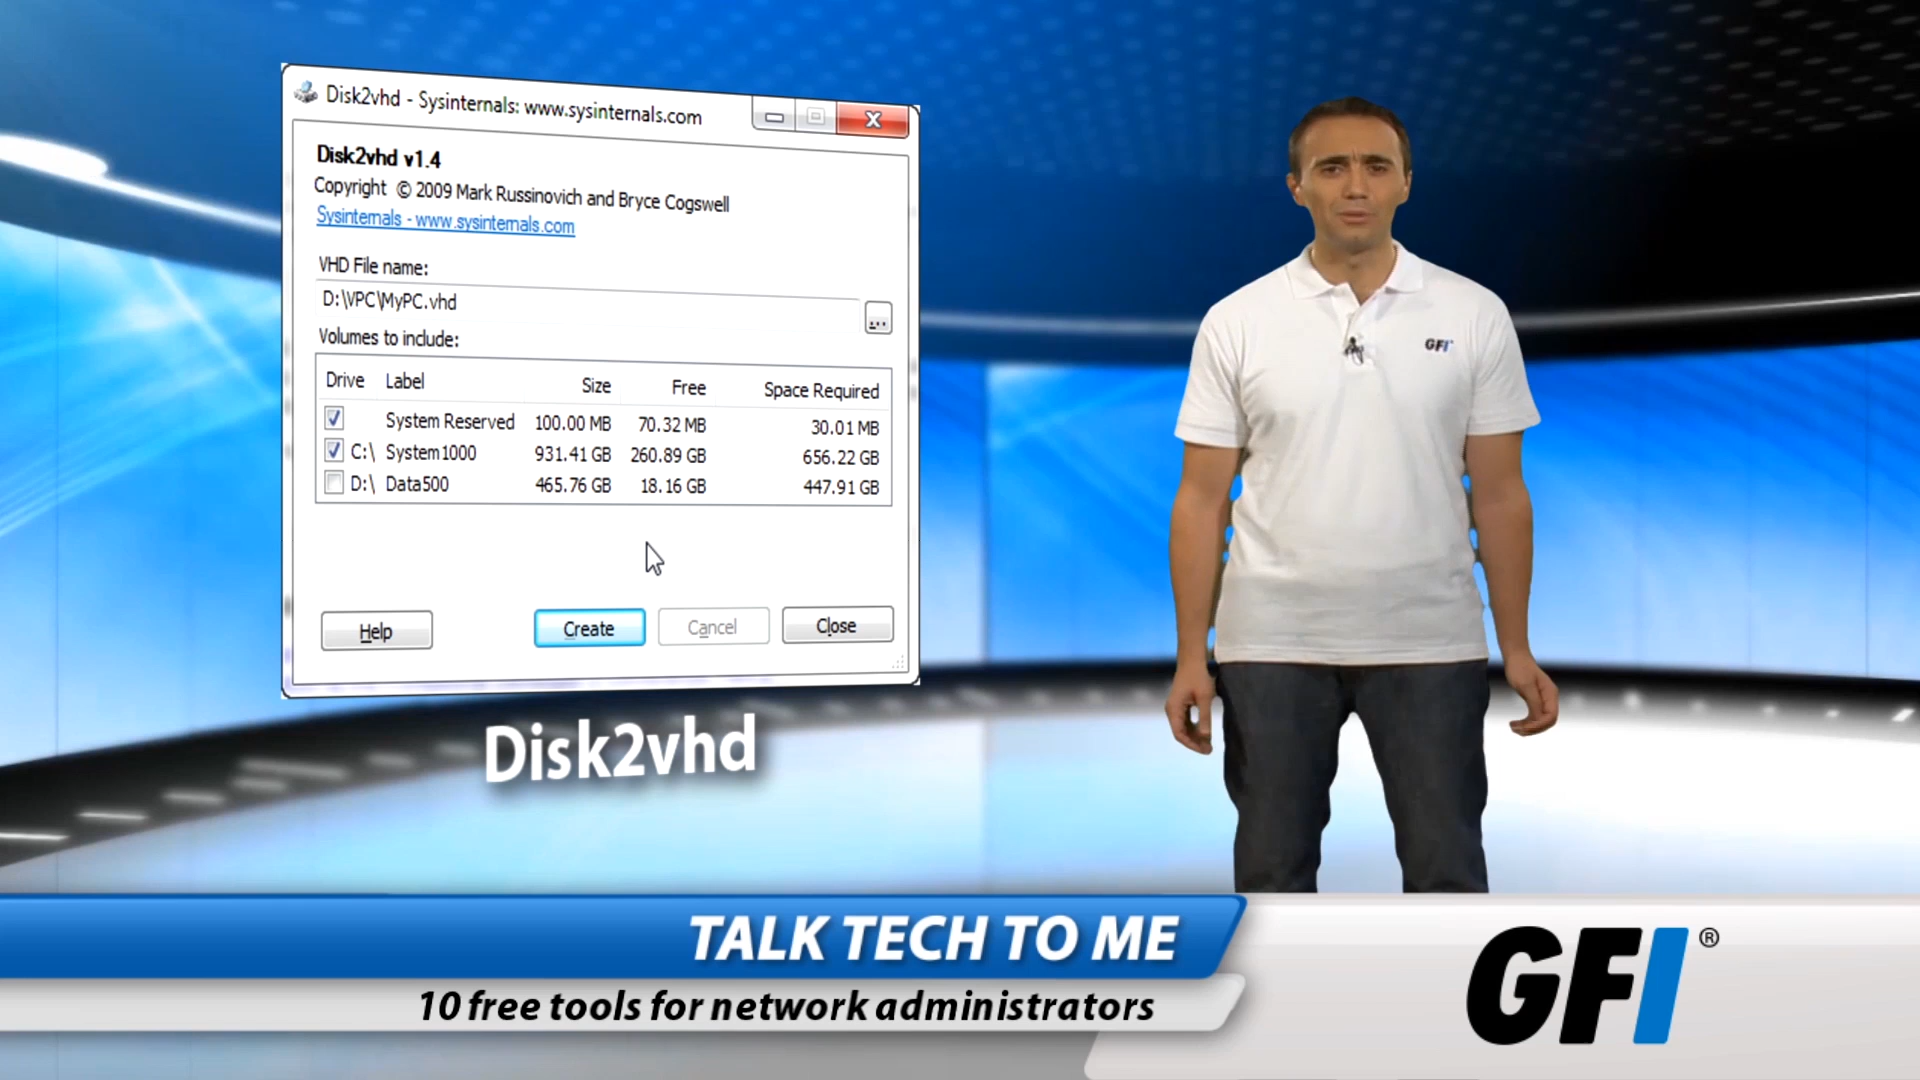 Disk2vhd - Sysinternals: www.sysinternals.com
Disk2vhd v1.4
Copyright © 2009 Mark Russinovich and Bryce Cogswell
Sysinternals - www.sysinternals.com
VHD File name:
D:\VPC\MyPC.vhd
...
Volumes to include:
Drive Label Size Free Space Required
System Reserved 100.00 MB 70.32 MB 30.01 MB
C:\ System1000 931.41 GB 260.89 GB 656.22 GB
D:\ Data500 465.76 GB 18.16 GB 447.91 GB
Help Create Cancel Close
Disk2vhd
GFI
TALK TECH TO ME
10 free tools for network administrators
GFI®